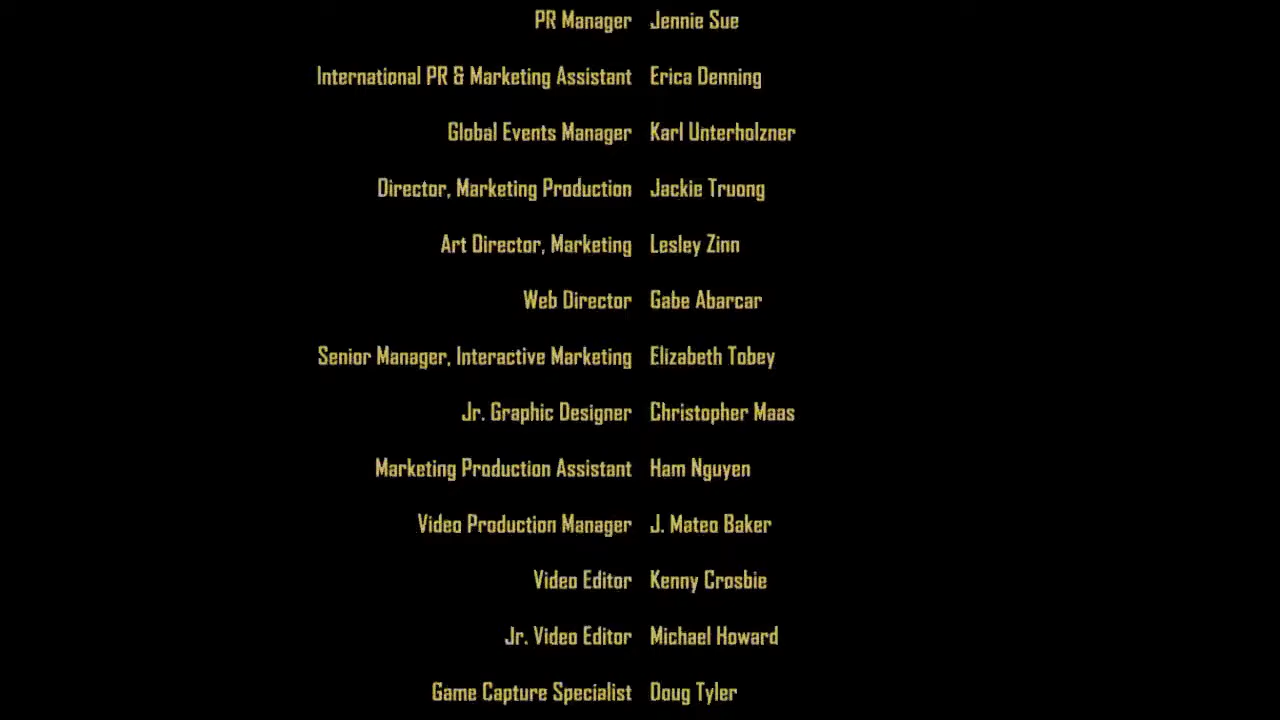 PR Manager Jennie Sue
International PR & Marketing Assistant Erica Denning
Global Events Manager Karl Unterholzner
Director, Marketing Production Jackie Truong
Art Director, Marketing Lesley Zinn
Web Director Gabe Abarcar
Senior Manager, Interactive Marketing Elizabeth Tobey
Jr. Graphic Designer Christopher Maas
Marketing Production Assistant Ham Nguyen
Video Production Manager J. Mateo Baker
Video Editor Kenny Crosbie
Jr. Video Editor Michael Howard
Game Capture Specialist Doug Tyler